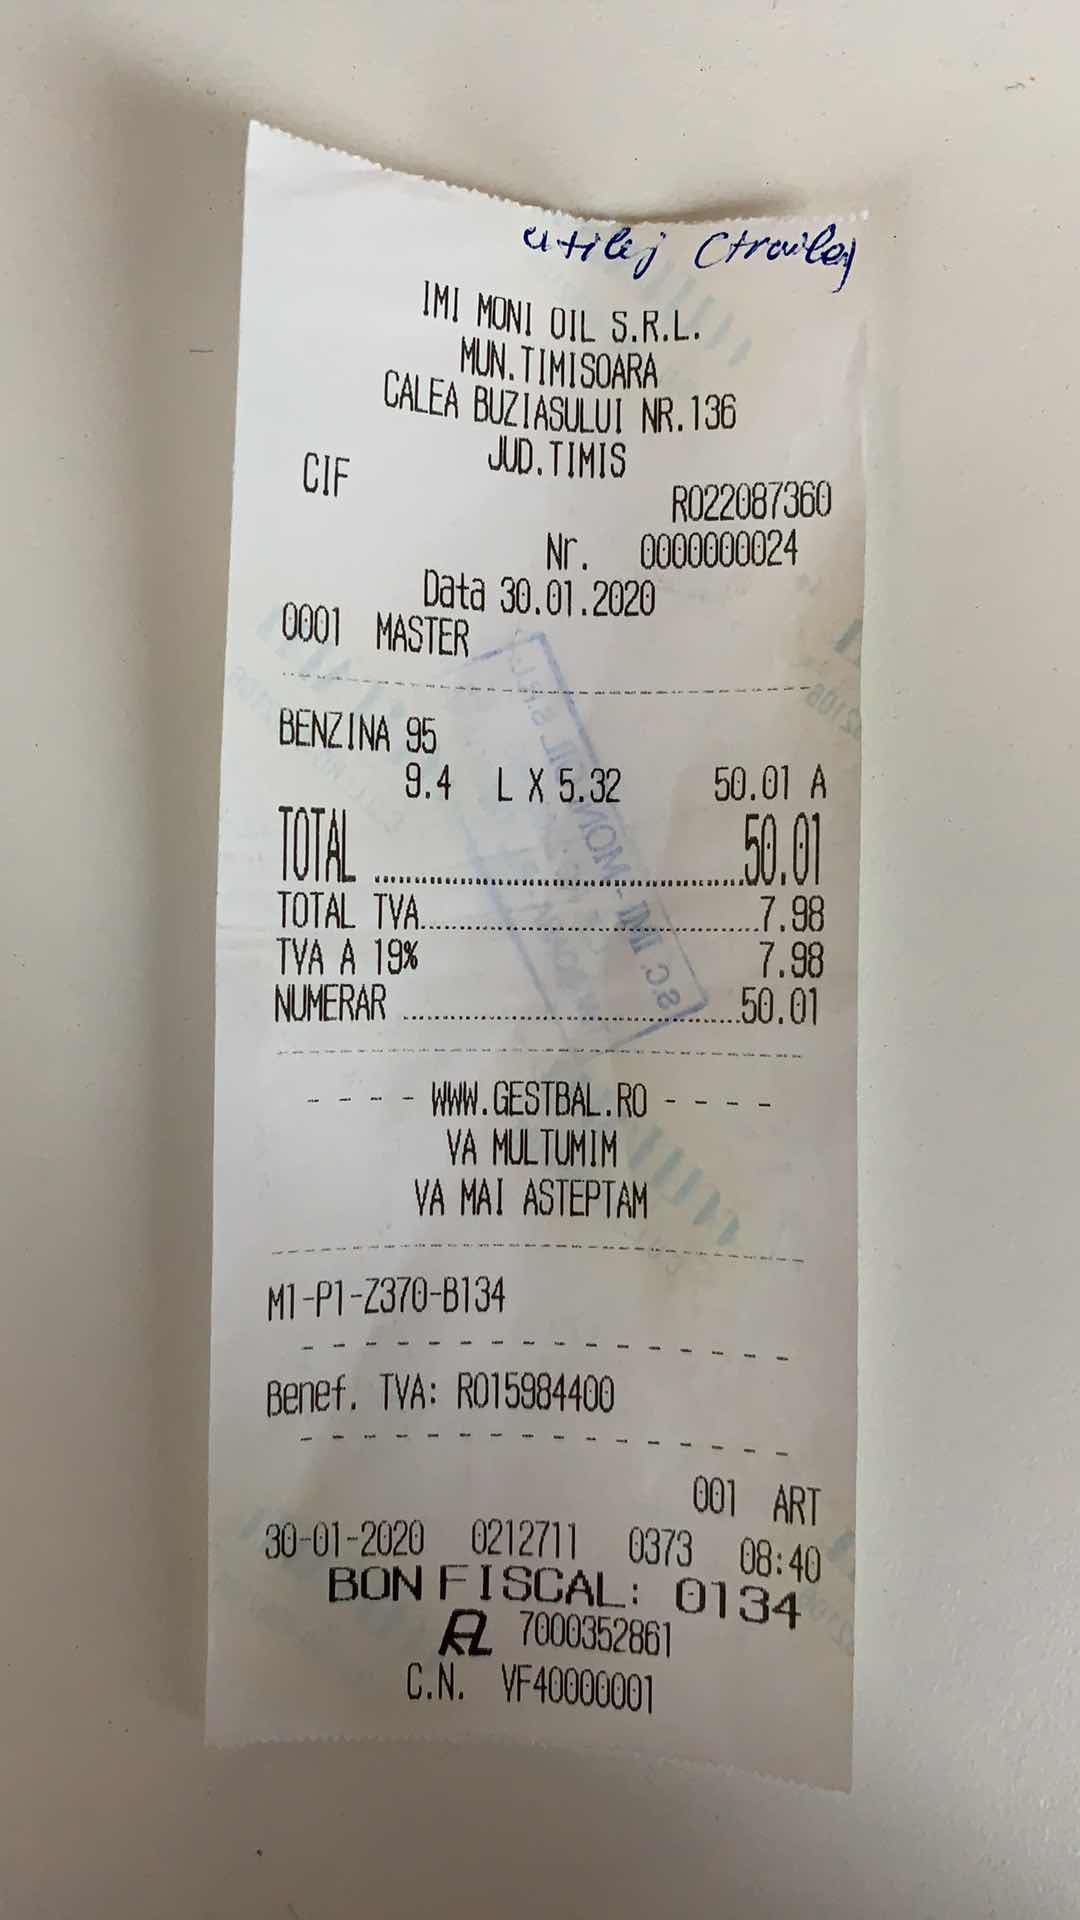 utilaj (trailer)
IMI MONI OIL S.R.L.
MUN.TIMISOARA
CALEA BUZIASULUI NR.136
JUD.TIMIS
CIF RO22087360
Nr. 0000000024
Data 30.01.2020
0001 MASTER
BENZINA 95
9.4 L X 5.32 50.01 A
TOTAL 50.01
TOTAL TVA 7.98
TVA A 19% 7.98
NUMERAR 50.01
S.C. IMI - MONI OIL S.R.L.
- - - - WWW.GESTBAL.RO - - - -
VA MULTUMIM
VA MAI ASTEPTAM
M1-P1-Z370-B134
Benef. TVA: RO15984400
001 ART
30-01-2020 0212711 0373 08:40
BON FISCAL: 0134
7000352861
C.N. VF40000001